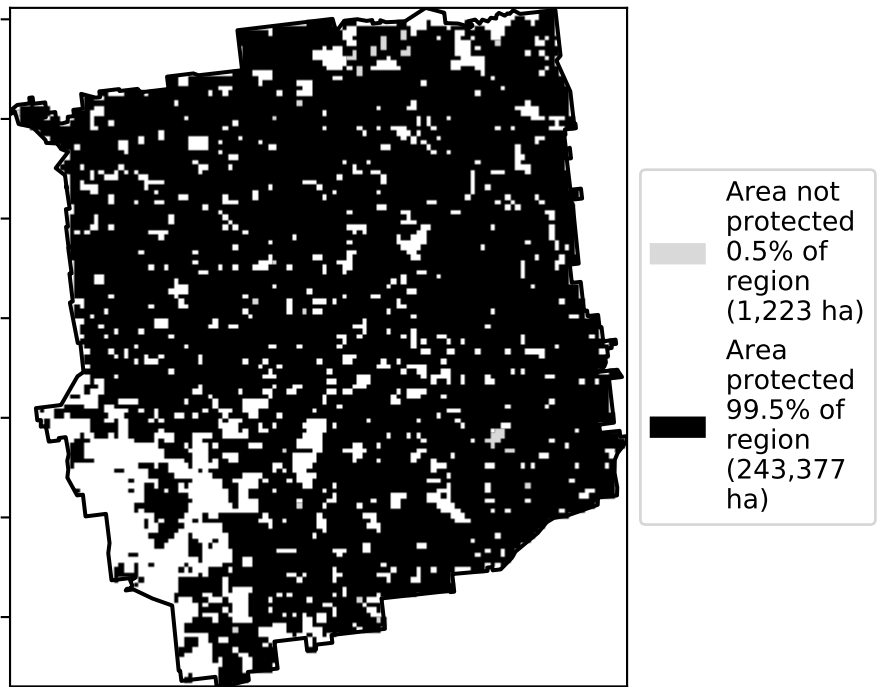 Area not
protected
0.5% of
region
(1,223 ha)
Area
protected
99.5% of
region
(243,377
ha)